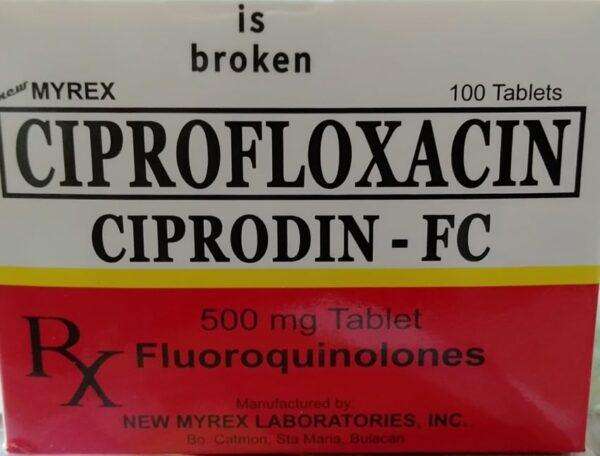 is
broken
new MYREX
100 Tablets
CIPROFLOXACIN
CIPRODIN - FC
500 mg Tablet
Rx Fluoroquinolones
Manufactured by:
NEW MYREX LABORATORIES, INC.
Bo. Catmon, Sta Maria, Bulacan